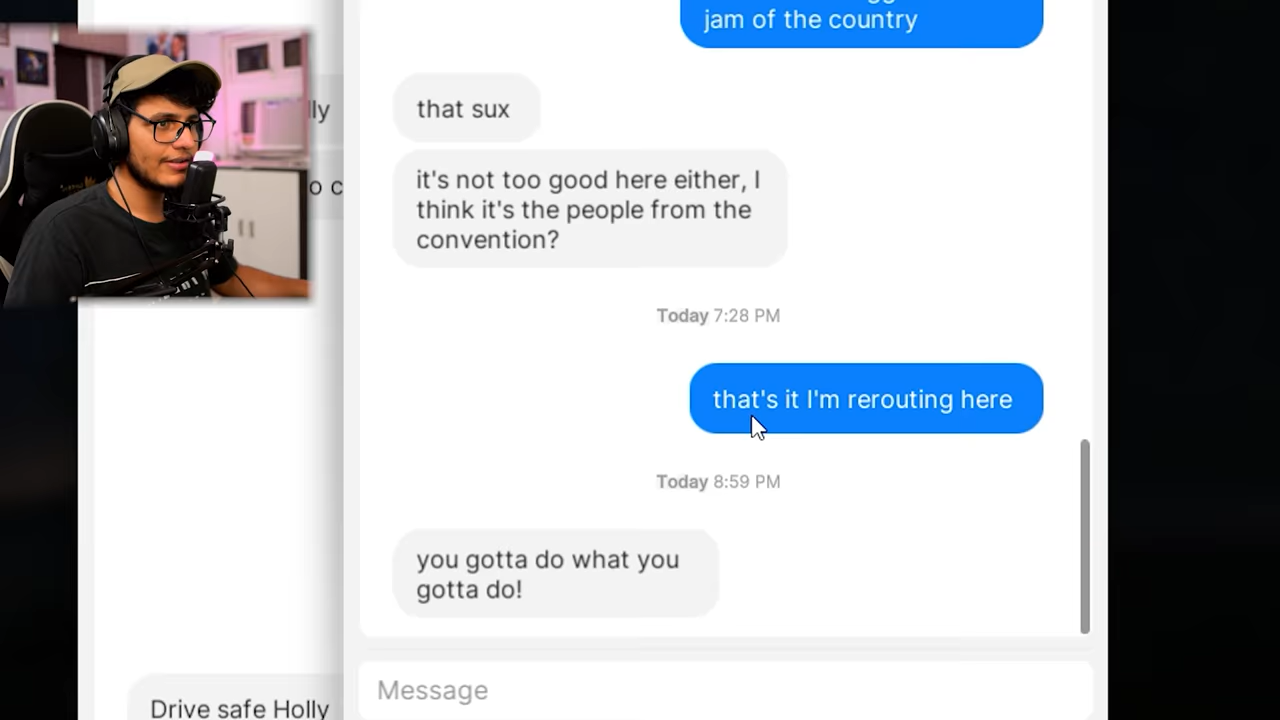 jam of the country
that sux
it's not too good here either, I
think it's the people from the
convention?
Today 7:28 PM
that's it I'm rerouting here
Today 8:59 PM
you gotta do what you
gotta do!
Message
lly
o c
Drive safe Holly